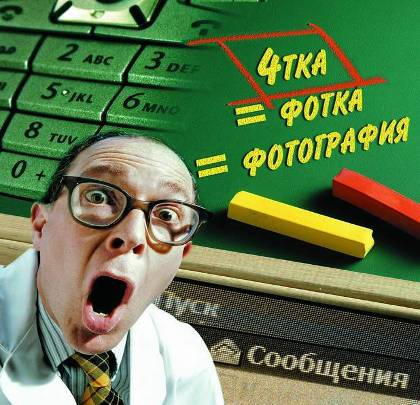 2 ABC
3 DEF
5 JKL
6 MNO
8 TUV
0 +
4ТКА
= ФОТКА
= ФОТОГРАФИЯ
Пуск
Сообщения